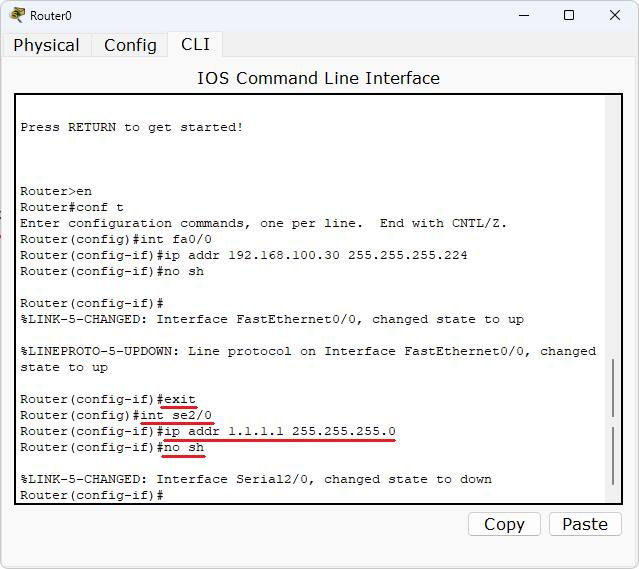 Router0
Physical Config CLI
IOS Command Line Interface
Press RETURN to get started!
Router>en
Router#conf t
Enter configuration commands, one per line.  End with CNTL/Z.
Router(config)#int fa0/0
Router(config-if)#ip addr 192.168.100.30 255.255.255.224
Router(config-if)#no sh
Router(config-if)#
%LINK-5-CHANGED: Interface FastEthernet0/0, changed state to up
%LINEPROTO-5-UPDOWN: Line protocol on Interface FastEthernet0/0, changed
state to up
Router(config-if)#exit
Router(config)#int se2/0
Router(config-if)#ip addr 1.1.1.1 255.255.255.0
Router(config-if)#no sh
%LINK-5-CHANGED: Interface Serial2/0, changed state to down
Router(config-if)#
Copy Paste